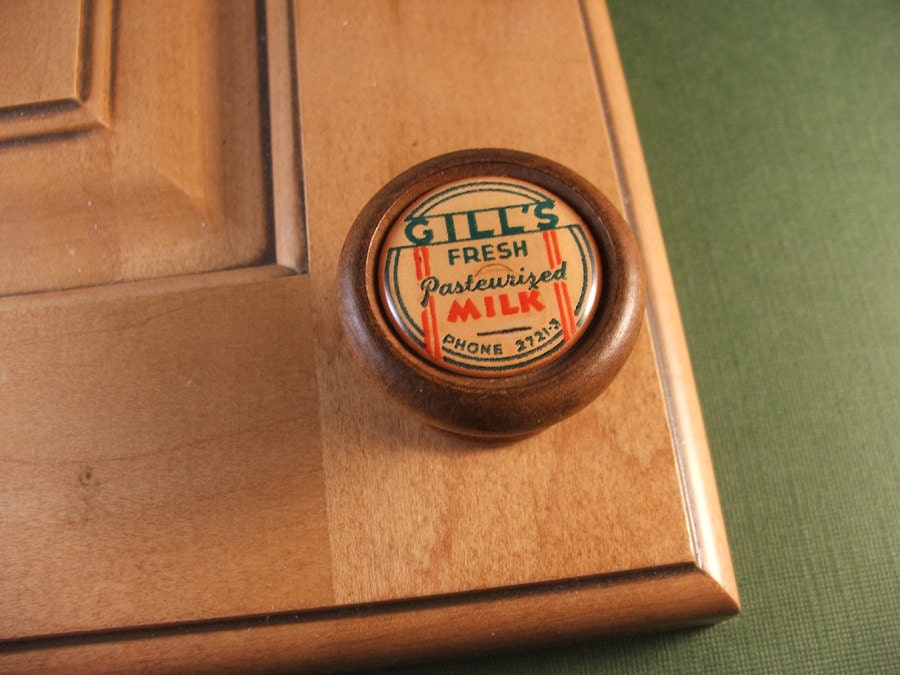 GILL'S
FRESH
Pasteurized
MILK
PHONE 2721-3